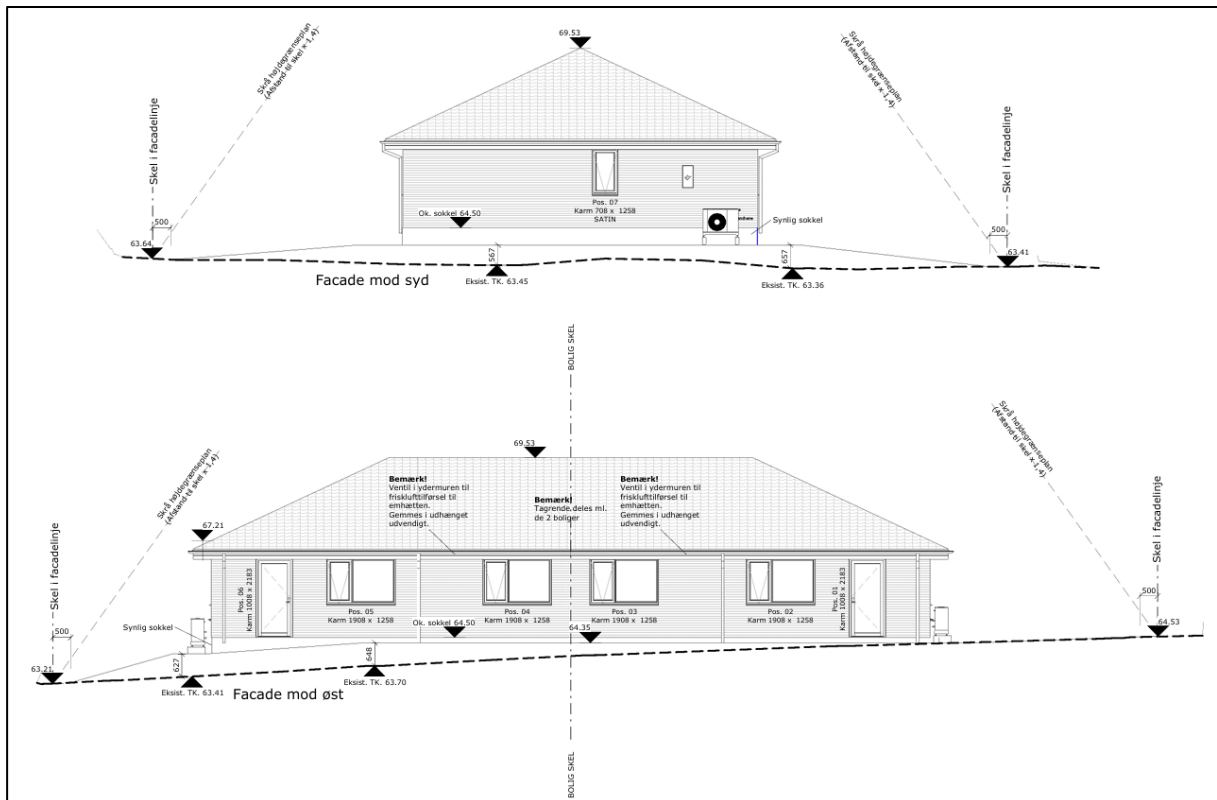 69.53
Skrå højdegrænseplan
(Afstand til skel x 1,4)
Skrå højdegrænseplan
(Afstand til skel x 1,4)
Skel i facadelinje
Skel i facadelinje
Pos. 07
Karm 708 x 1258
SATIN
Ok. sokkel 64.50
Synlig sokkel
500
500
63.64
63.41
567
657
Facade mod syd
Eksist. TK. 63.45
Eksist. TK. 63.36
BOLIG SKEL
Skrå højdegrænseplan
(Afstand til skel x 1,4)
Skrå højdegrænseplan
(Afstand til skel x 1,4)
69.53
Bemærk!
Ventil i ydermuren til
frisklufttilførsel til
emhætten.
Gemmes i udhænget
udvendigt.
Bemærk!
Tagrende deles ml.
de 2 boliger
Bemærk!
Ventil i ydermuren til
frisklufttilførsel til
emhætten.
Gemmes i udhænget
udvendigt.
67.21
Skel i facadelinje
Skel i facadelinje
Pos. 06
Karm 1008 x 2183
Pos. 05
Karm 1908 x 1258
Pos. 04
Karm 1908 x 1258
Pos. 03
Karm 1908 x 1258
Pos. 02
Karm 1908 x 1258
Pos. 01
Karm 1008 x 2183
Synlig sokkel
Ok. sokkel 64.50
64.35
500
500
64.53
63.21
627
648
Eksist. TK. 63.41
Eksist. TK. 63.70
Facade mod øst
BOLIG SKEL